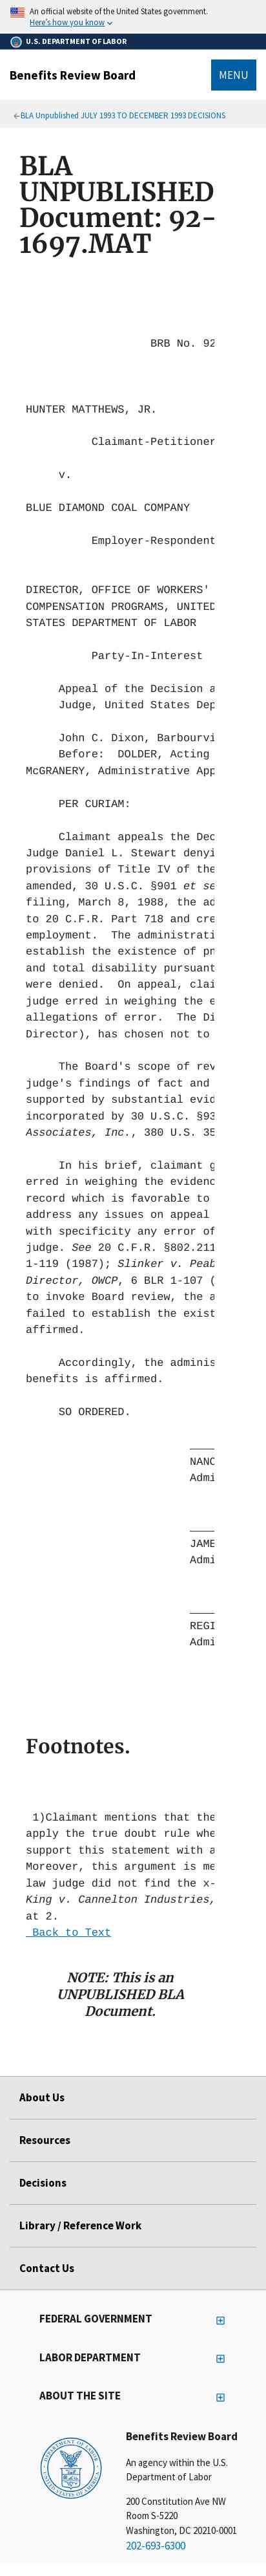 An official website of the United States government.
Here's how you know
U.S. DEPARTMENT OF LABOR
Benefits Review Board
MENU
BLA Unpublished JULY 1993 TO DECEMBER 1993 DECISIONS
BLA
UNPUBLISHED
Document: 92-
1697.MAT
BRB No. 92
HUNTER MATTHEWS, JR.
Claimant-Petitioner
v.
BLUE DIAMOND COAL COMPANY
Employer-Respondent
DIRECTOR, OFFICE OF WORKERS'
COMPENSATION PROGRAMS, UNITED
STATES DEPARTMENT OF LABOR
Party-In-Interest
Appeal of the Decision a
Judge, United States Dep
John C. Dixon, Barbourvi
Before: DOLDER, Acting
McGRANERY, Administrative App
PER CURIAM:
Claimant appeals the Dec
Judge Daniel L. Stewart denyi
provisions of Title IV of the
amended, 30 U.S.C. §901 et se
filing, March 8, 1988, the ad
to 20 C.F.R. Part 718 and cre
employment. The administrati
establish the existence of pn
and total disability pursuant
were denied. On appeal, clai
judge erred in weighing the e
allegations of error. The Di
Director), has chosen not to
The Board's scope of rev
judge's findings of fact and
supported by substantial evid
incorporated by 30 U.S.C. §93
Associates, Inc., 380 U.S. 35
In his brief, claimant g
erred in weighing the evidenc
record which is favorable to
address any issues on appeal
with specificity any error of
judge. See 20 C.F.R. §802.211
1-119 (1987); Slinker v. Peab
Director, OWCP, 6 BLR 1-107 (
to invoke Board review, the a
failed to establish the exist
affirmed.
Accordingly, the adminis
benefits is affirmed.
SO ORDERED.
NANC
Admi
JAME
Admi
REGI
Admi
Footnotes.
1)Claimant mentions that the
apply the true doubt rule whe
support this statement with a
Moreover, this argument is me
law judge did not find the x-
King v. Cannelton Industries,
at 2.
Back to Text
NOTE: This is an
UNPUBLISHED BLA
Document.
About Us
Resources
Decisions
Library / Reference Work
Contact Us
FEDERAL GOVERNMENT
LABOR DEPARTMENT
ABOUT THE SITE
Benefits Review Board
An agency within the U.S.
Department of Labor
200 Constitution Ave NW
Room S-5220
Washington, DC 20210-0001
202-693-6300
DEPARTMENT OF LABOR
UNITED STATES OF AMERICA